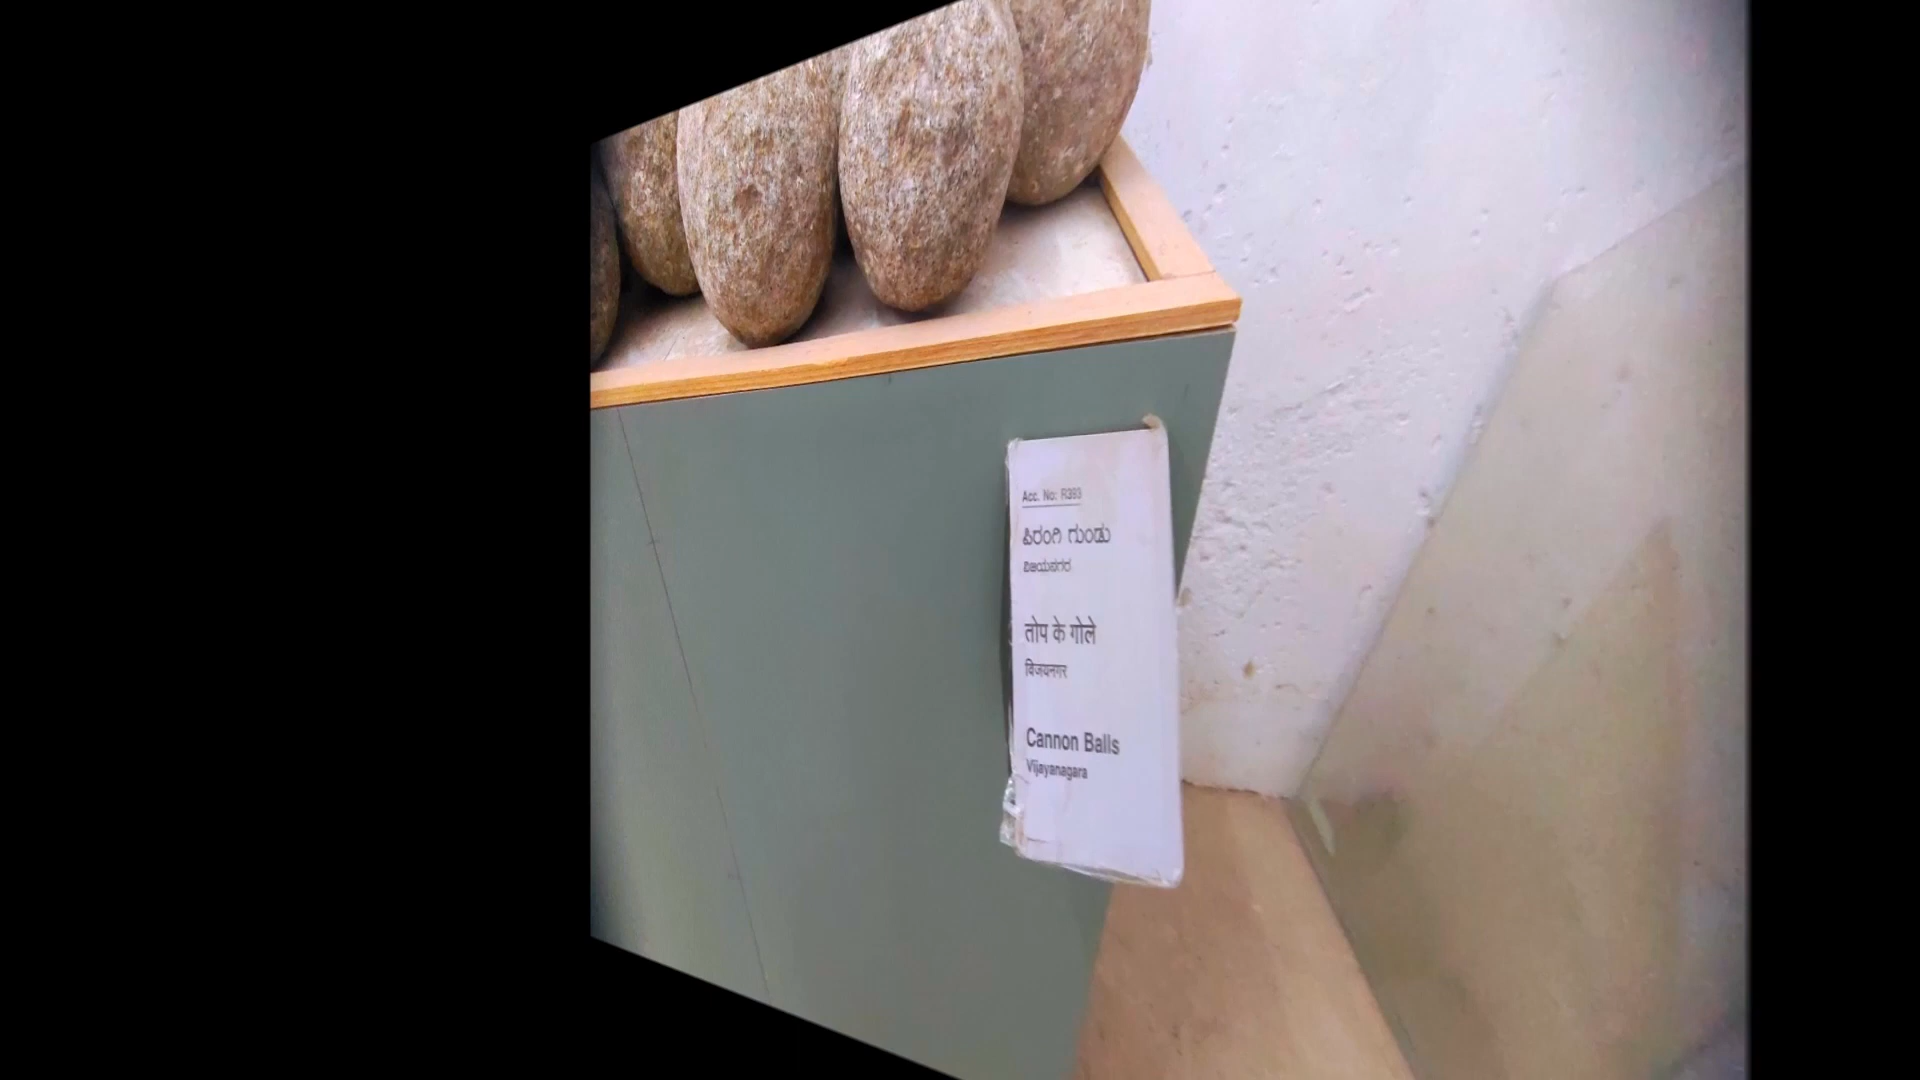 Acc. No: R393
ಪಿರಂಗಿ ಗುಂಡು
ವಿಜಯನಗರ
तोप के गोले
विजयनगर
Cannon Balls
Vijayanagara